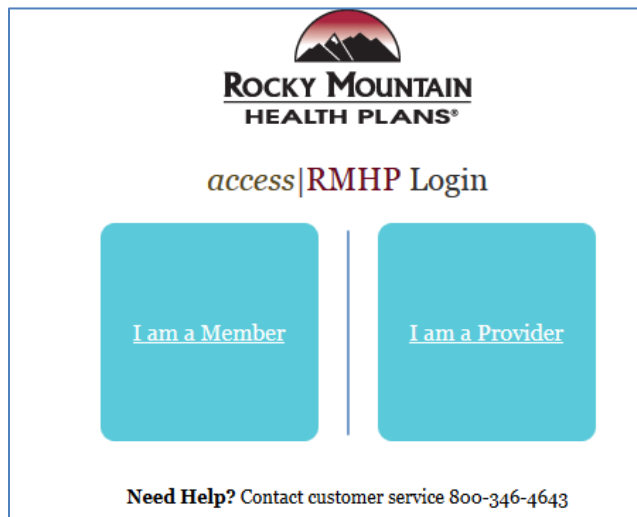 ROCKY MOUNTAIN
HEALTH PLANS®
access|RMHP Login
I am a Member
I am a Provider
Need Help? Contact customer service 800-346-4643